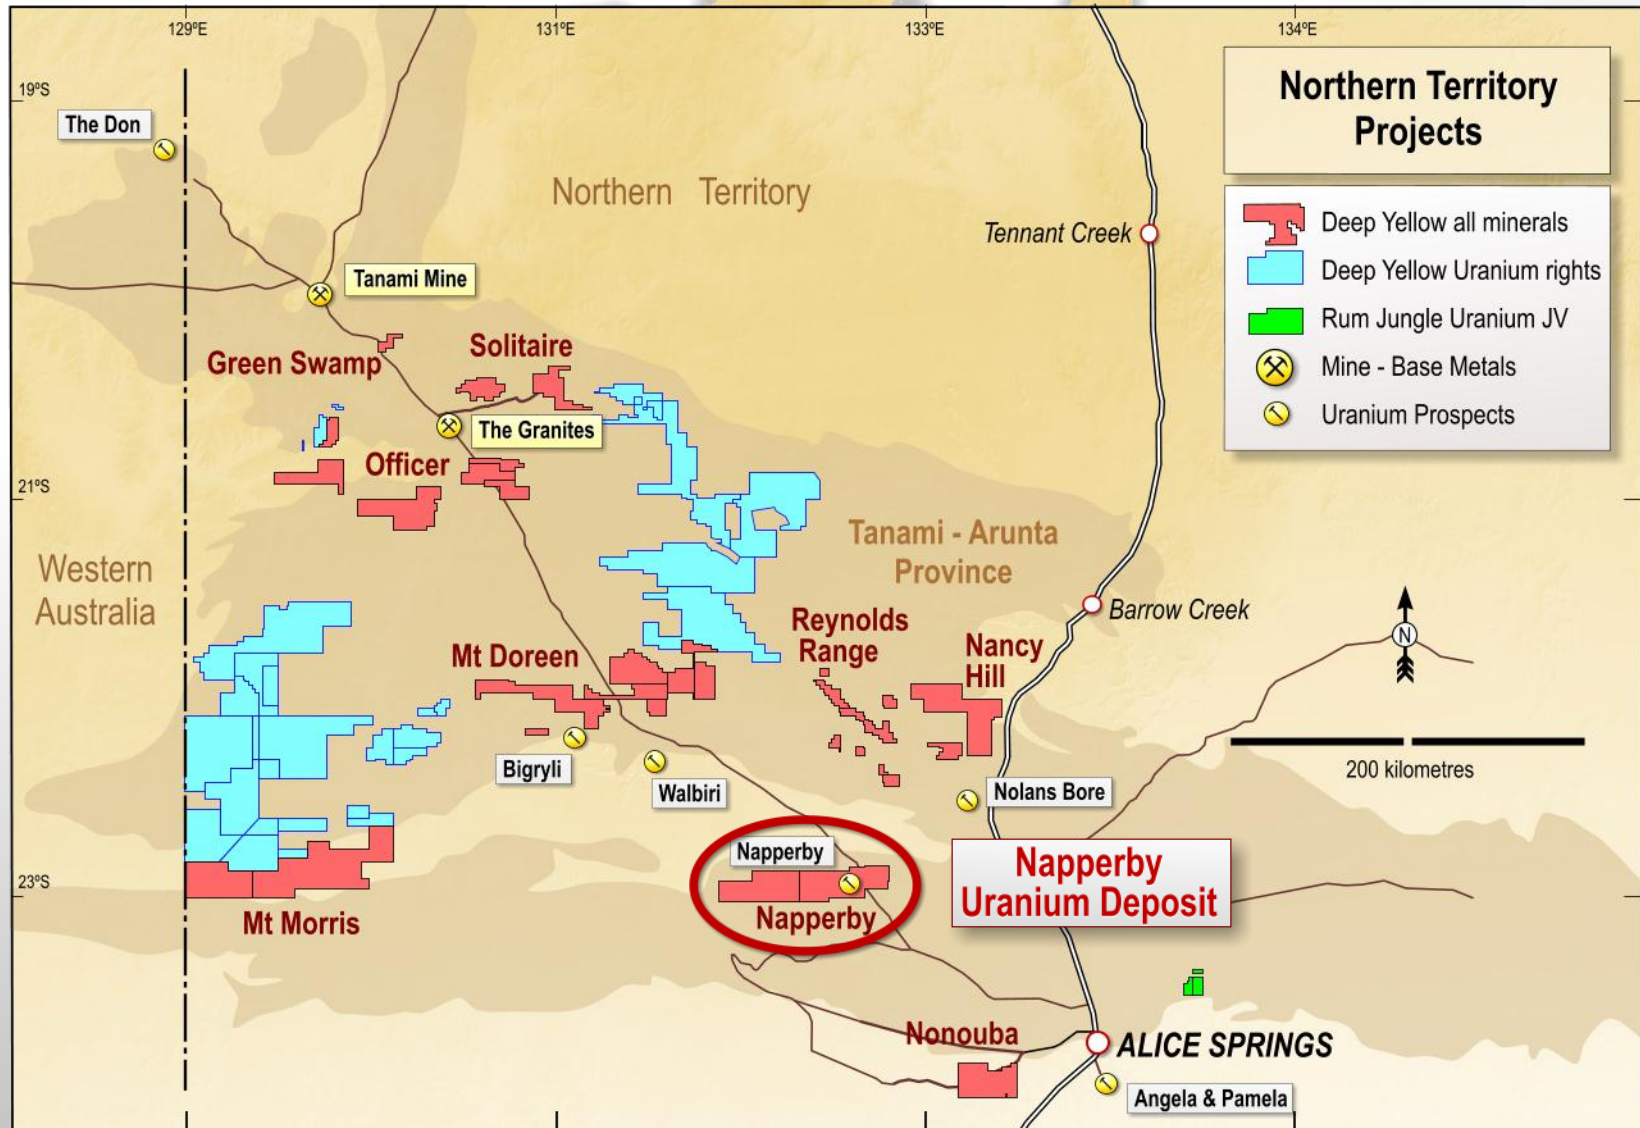 129°E
131°E
133°E
134°E
19°S
21°S
23°S
Northern Territory
Projects
Deep Yellow all minerals
Deep Yellow Uranium rights
Rum Jungle Uranium JV
Mine - Base Metals
Uranium Prospects
The Don
Northern Territory
Tennant Creek
Tanami Mine
Green Swamp
Solitaire
The Granites
Officer
Western
Australia
Tanami - Arunta
Province
Barrow Creek
Reynolds
Range
Nancy
Hill
Mt Doreen
N
200 kilometres
Bigryli
Walbiri
Nolans Bore
Napperby
Napperby
Napperby
Uranium Deposit
Mt Morris
Nonouba
ALICE SPRINGS
Angela & Pamela